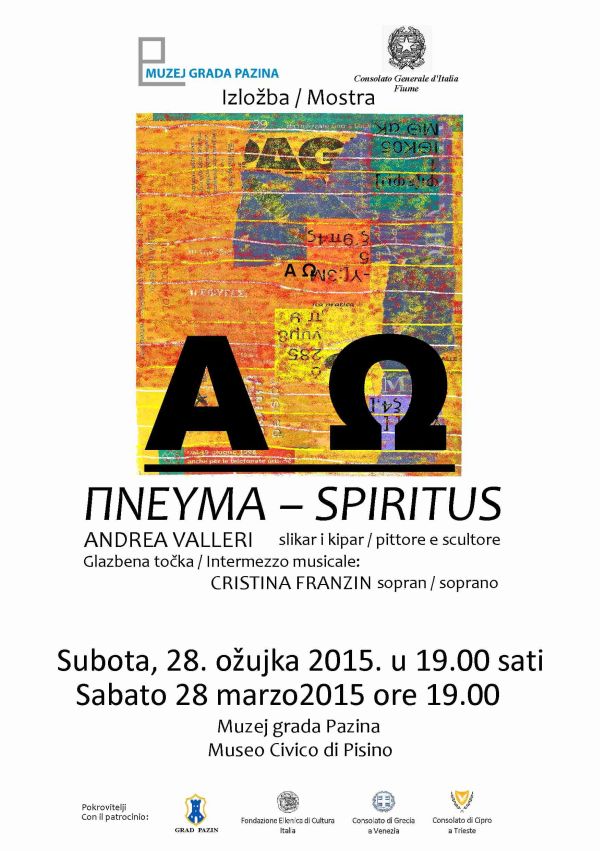 MUZEJ GRADA PAZINA
Consolato Generale d'Italia
Fiume
Izložba / Mostra
PAG
Α Ω
Α Ω
ΠΝΕΥΜΑ – SPIRITUS
ANDREA VALLERI slikar i kipar / pittore e scultore
Glazbena točka / Intermezzo musicale:
CRISTINA FRANZIN sopran / soprano
Subota, 28. ožujka 2015. u 19.00 sati
Sabato 28 marzo2015 ore 19.00
Muzej grada Pazina
Museo Civico di Pisino
Pokrovitelji
Con il patrocinio:
GRAD PAZIN
Fondazione Ellenica di Cultura
Italia
Consolato di Grecia
a Venezia
Consolato di Cipro
a Trieste